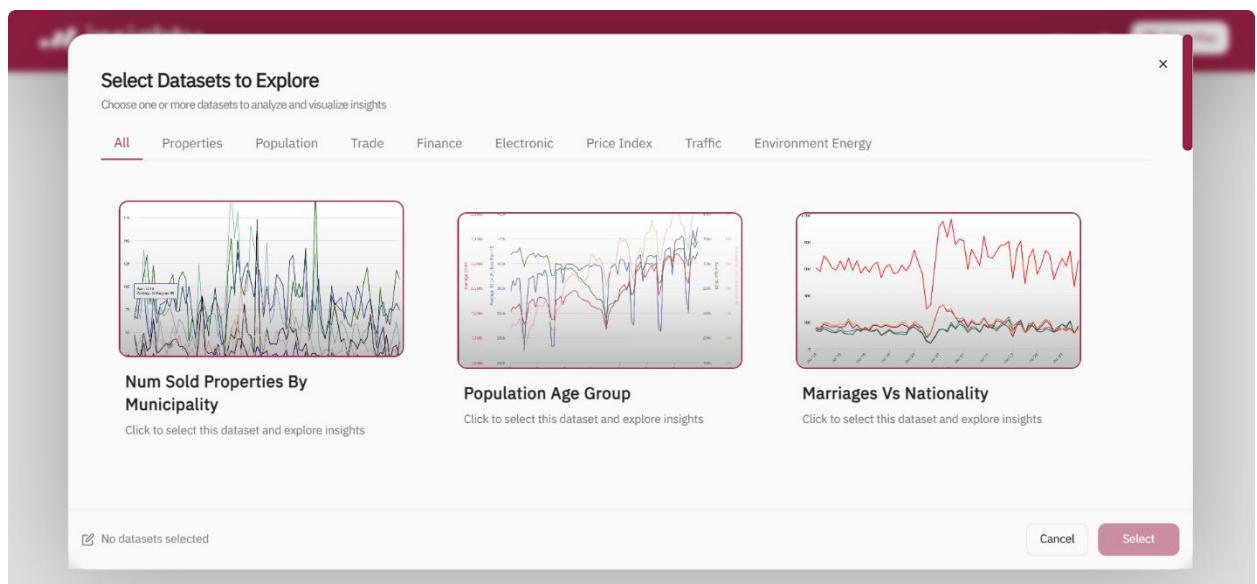 Select Datasets to Explore
Choose one or more datasets to analyze and visualize insights
All Properties Population Trade Finance Electronic Price Index Traffic Environment Energy
Num Sold Properties By
Municipality
Click to select this dataset and explore insights
Population Age Group
Click to select this dataset and explore insights
Marriages Vs Nationality
Click to select this dataset and explore insights
No datasets selected
Cancel
Select